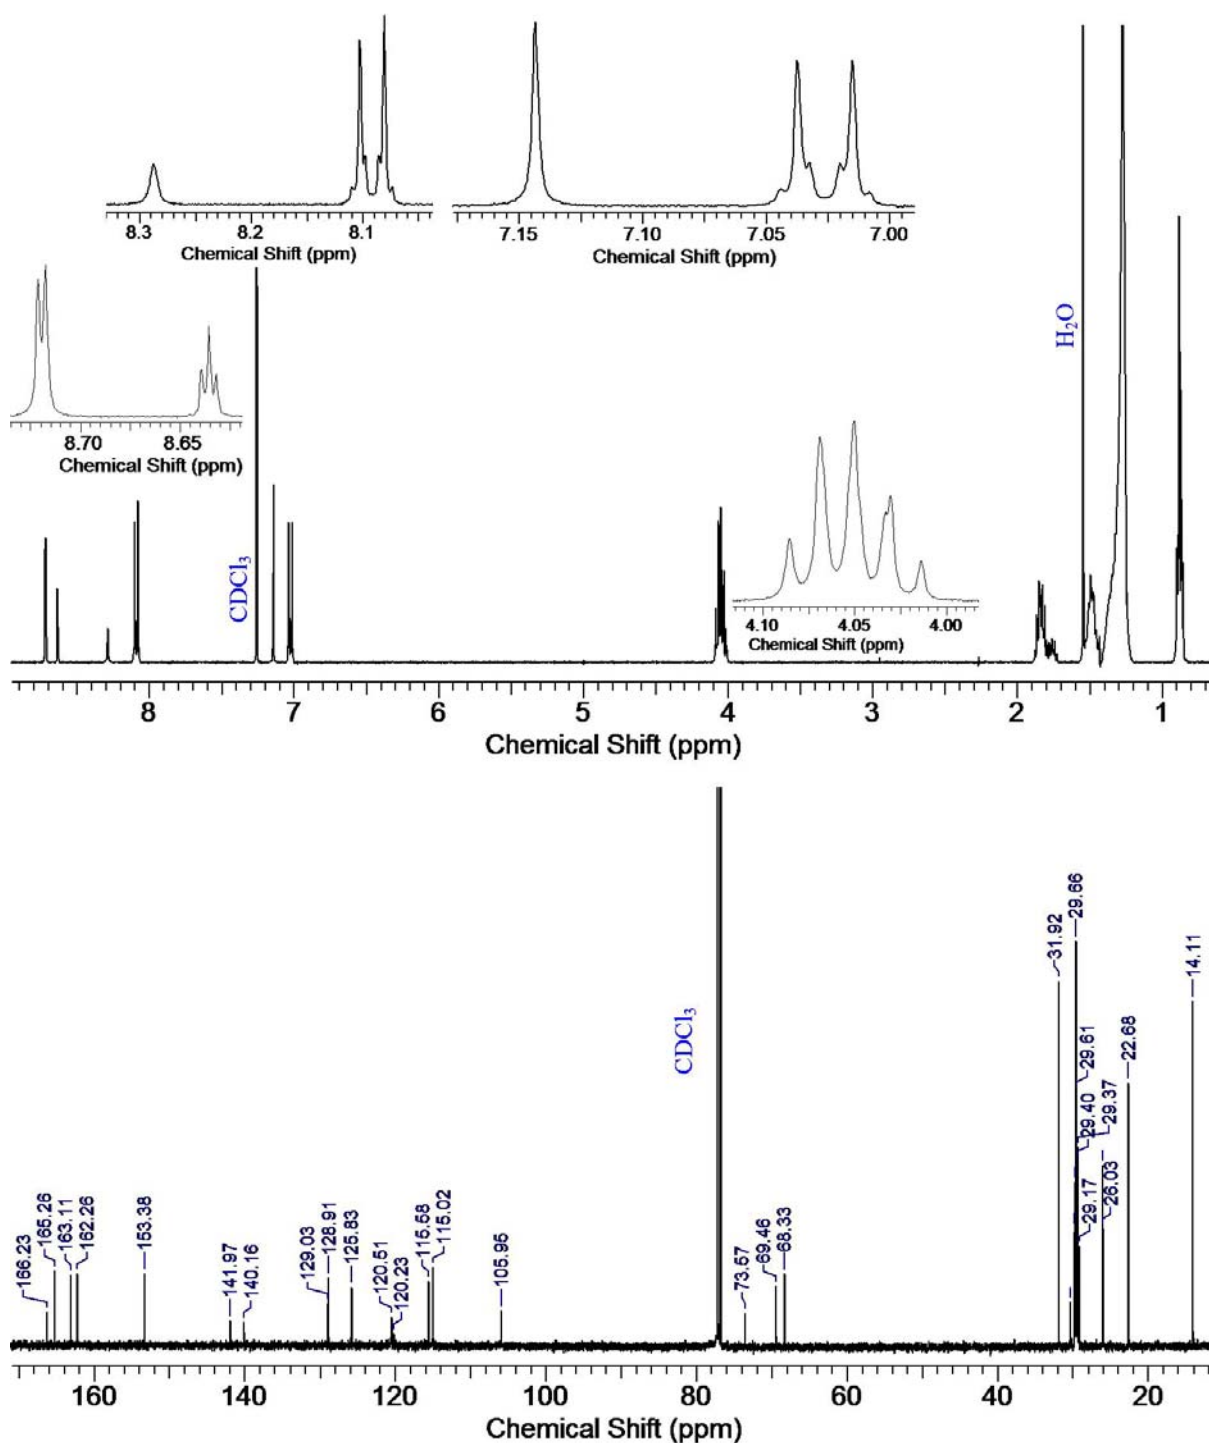 8.3 8.2 8.1
Chemical Shift (ppm)
7.15 7.10 7.05 7.00
Chemical Shift (ppm)
8.70 8.65
Chemical Shift (ppm)
CDCl3
H2O
4.10 4.05 4.00
Chemical Shift (ppm)
8 7 6 5 4 3 2 1
Chemical Shift (ppm)
166.23
165.26
163.11
162.26
153.38
141.97
140.16
129.03
128.91
125.83
120.51
120.23
115.58
115.02
105.95
CDCl3
73.57
69.46
68.33
31.92
29.66
29.61
29.40
29.37
29.17
26.03
22.68
14.11
160 140 120 100 80 60 40 20
Chemical Shift (ppm)